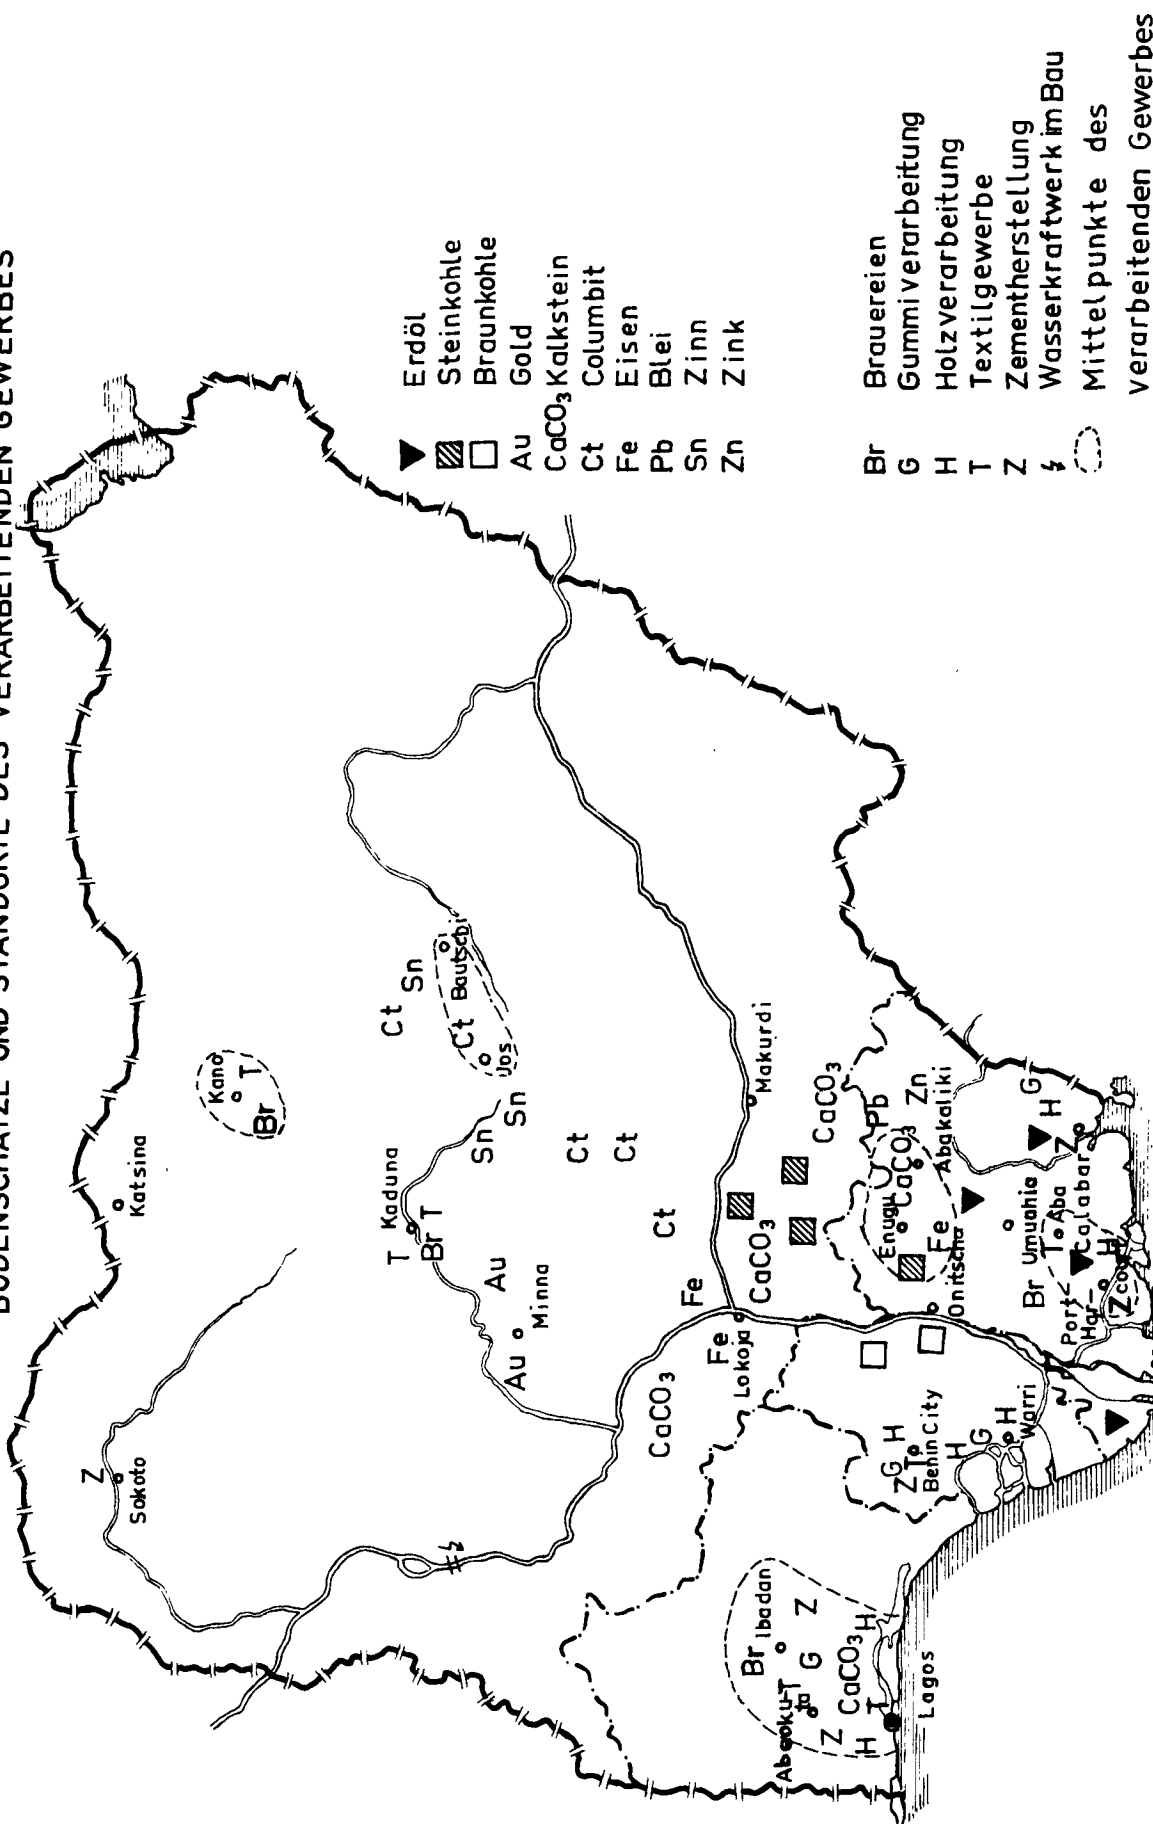 BODENSCHÄTZE UND STANDORTE DES VERARBEITENDEN GEWERBES
Katsina
Z
Sokoto
Kano
T
Br
Kaduna
T
T
Br
Ct
Sn
Ct
Bautschi
Jos
Sn
Sn
Au
Au
Minna
Ct
Ct
Ct
Fe
Fe
Lokoja
CaCO₃
CaCO₃
Makurdi
CaCO₃
Pb
Zn
CaCO₃
Abakaliki
Enugu
Fe
Onitscha
Br
Ibadan
Z
T
G
Abeokuta
CaCO₃
Z
H
H
T
Lagos
H
G
Z
T
Benin City
H
G
H
Warri
Br
Umuahia
T
Aba
Port-
Har-
H
Z
Calabar
Z
H
G
Erdöl
Steinkohle
Braunkohle
Au Gold
CaCO₃ Kalkstein
Ct Columbit
Fe Eisen
Pb Blei
Sn Zinn
Zn Zink
Br Brauereien
G Gummiverarbeitung
H Holzverarbeitung
T Textilgewerbe
Z Zementherstellung
Wasserkraftwerk im Bau
Mittelpunkte des
verarbeitenden Gewerbes